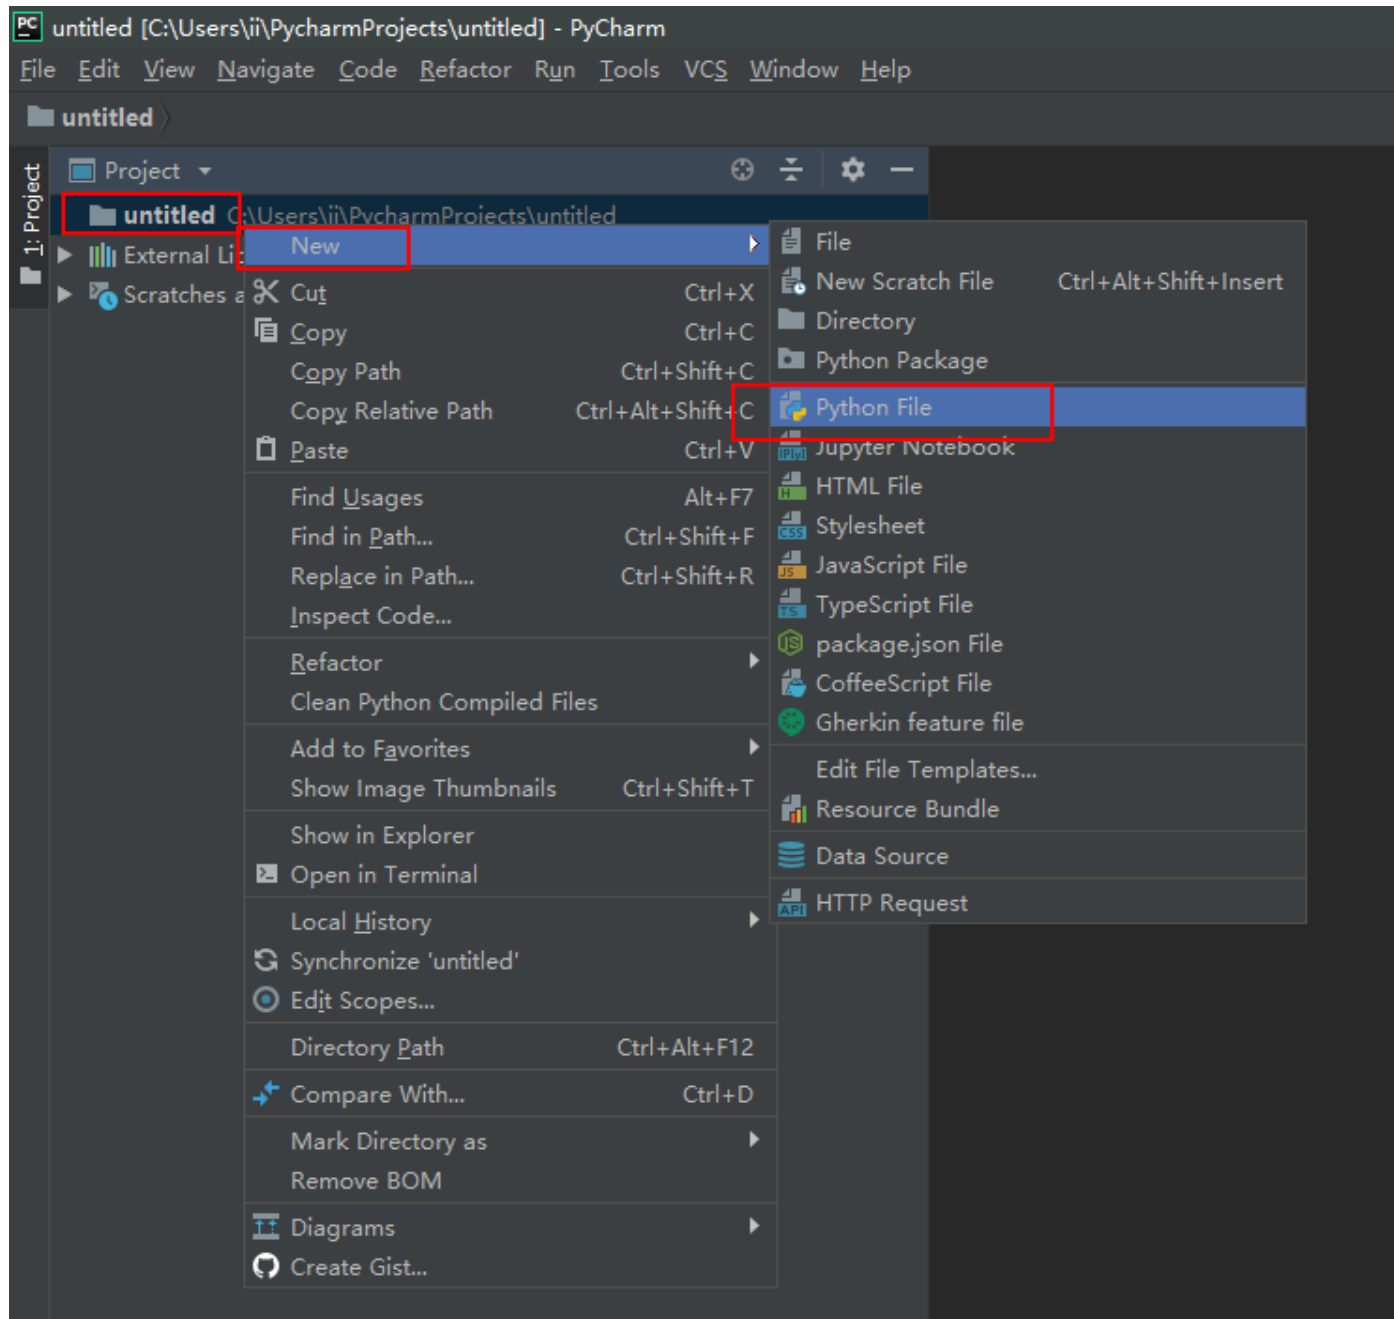 PC untitled [C:\Users\ii\PycharmProjects\untitled] - PyCharm
File Edit View Navigate Code Refactor Run Tools VCS Window Help
untitled
1: Project
Project
untitled C:\Users\ii\PycharmProjects\untitled
External Lib
Scratches a
New
Cut Ctrl+X
Copy Ctrl+C
Copy Path Ctrl+Shift+C
Copy Relative Path Ctrl+Alt+Shift+C
Paste Ctrl+V
Find Usages Alt+F7
Find in Path... Ctrl+Shift+F
Replace in Path... Ctrl+Shift+R
Inspect Code...
Refactor
Clean Python Compiled Files
Add to Favorites
Show Image Thumbnails Ctrl+Shift+T
Show in Explorer
Open in Terminal
Local History
Synchronize 'untitled'
Edit Scopes...
Directory Path Ctrl+Alt+F12
Compare With... Ctrl+D
Mark Directory as
Remove BOM
Diagrams
Create Gist...
File
New Scratch File Ctrl+Alt+Shift+Insert
Directory
Python Package
Python File
IP[y] Jupyter Notebook
H HTML File
CSS Stylesheet
JS JavaScript File
TS TypeScript File
JS package.json File
CoffeeScript File
Gherkin feature file
Edit File Templates...
Resource Bundle
Data Source
API HTTP Request